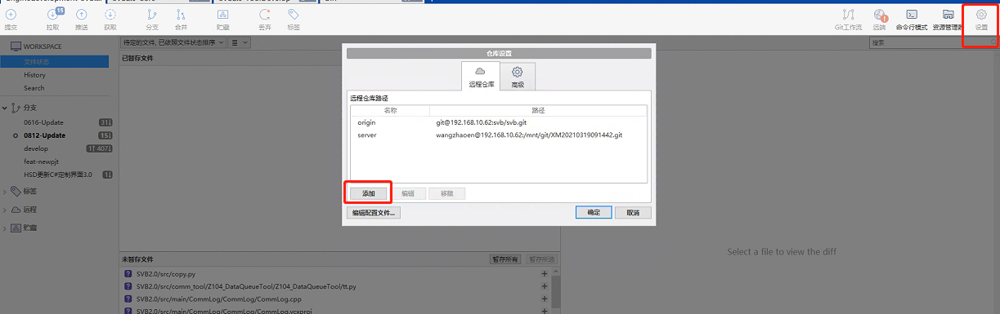 15
提交
拉取
推送
获取
分支
合并
贮藏
丢弃
标签
Git工作流
远端
命令行模式
资源管理器
设置
WORKSPACE
文件状态
History
Search
分支
0616-Update 31↓
0812-Update 15↓
develop 1↑ 407↓
feat-newpjt
HSD更新C#定制界面3.0 1↓
标签
远程
贮藏
待定的文件, 已依照文件状态排序
搜索
已暂存文件
仓库设置
远程仓库
高级
远程仓库路径
名称 路径
origin git@192.168.10.62:svb/svb.git
server wangzhaoen@192.168.10.62:/mnt/git/XM20210319091442.git
添加 编辑 移除
编辑配置文件... 确定 取消
Select a file to view the diff
未暂存文件 暂存所有 暂存所选
SVB2.0/src/copy.py
SVB2.0/src/comm_tool/Z104_DataQueueTool/Z104_DataQueueTool/tt.py
SVB2.0/src/main/CommLog/CommLog/CommLog.cpp
SVB2.0/src/main/CommLog/CommLog/CommLog.vcxproj